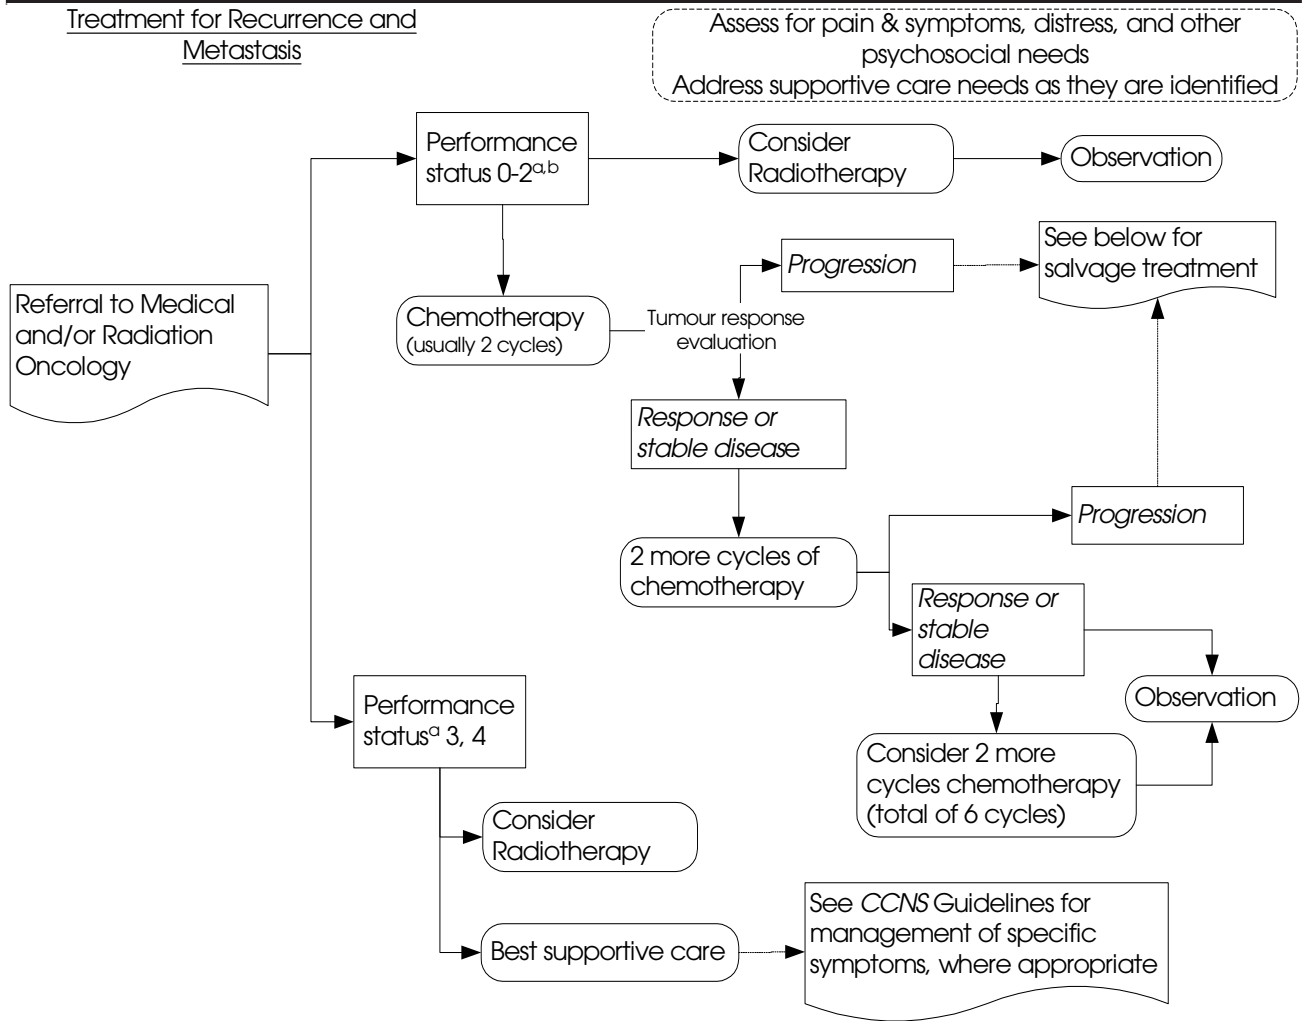 Treatment for Recurrence and
Metastasis
Assess for pain & symptoms, distress, and other
psychosocial needs
Address supportive care needs as they are identified
Performance
status 0-2a,b
Consider
Radiotherapy
Observation
See below for
salvage treatment
Progression
Referral to Medical
and/or Radiation
Oncology
Chemotherapy
(usually 2 cycles)
Tumour response
evaluation
Response or
stable disease
Progression
2 more cycles of
chemotherapy
Response or
stable
disease
Observation
Performance
statusa 3, 4
Consider 2 more
cycles chemotherapy
(total of 6 cycles)
Consider
Radiotherapy
Best supportive care
See CCNS Guidelines for
management of specific
symptoms, where appropriate